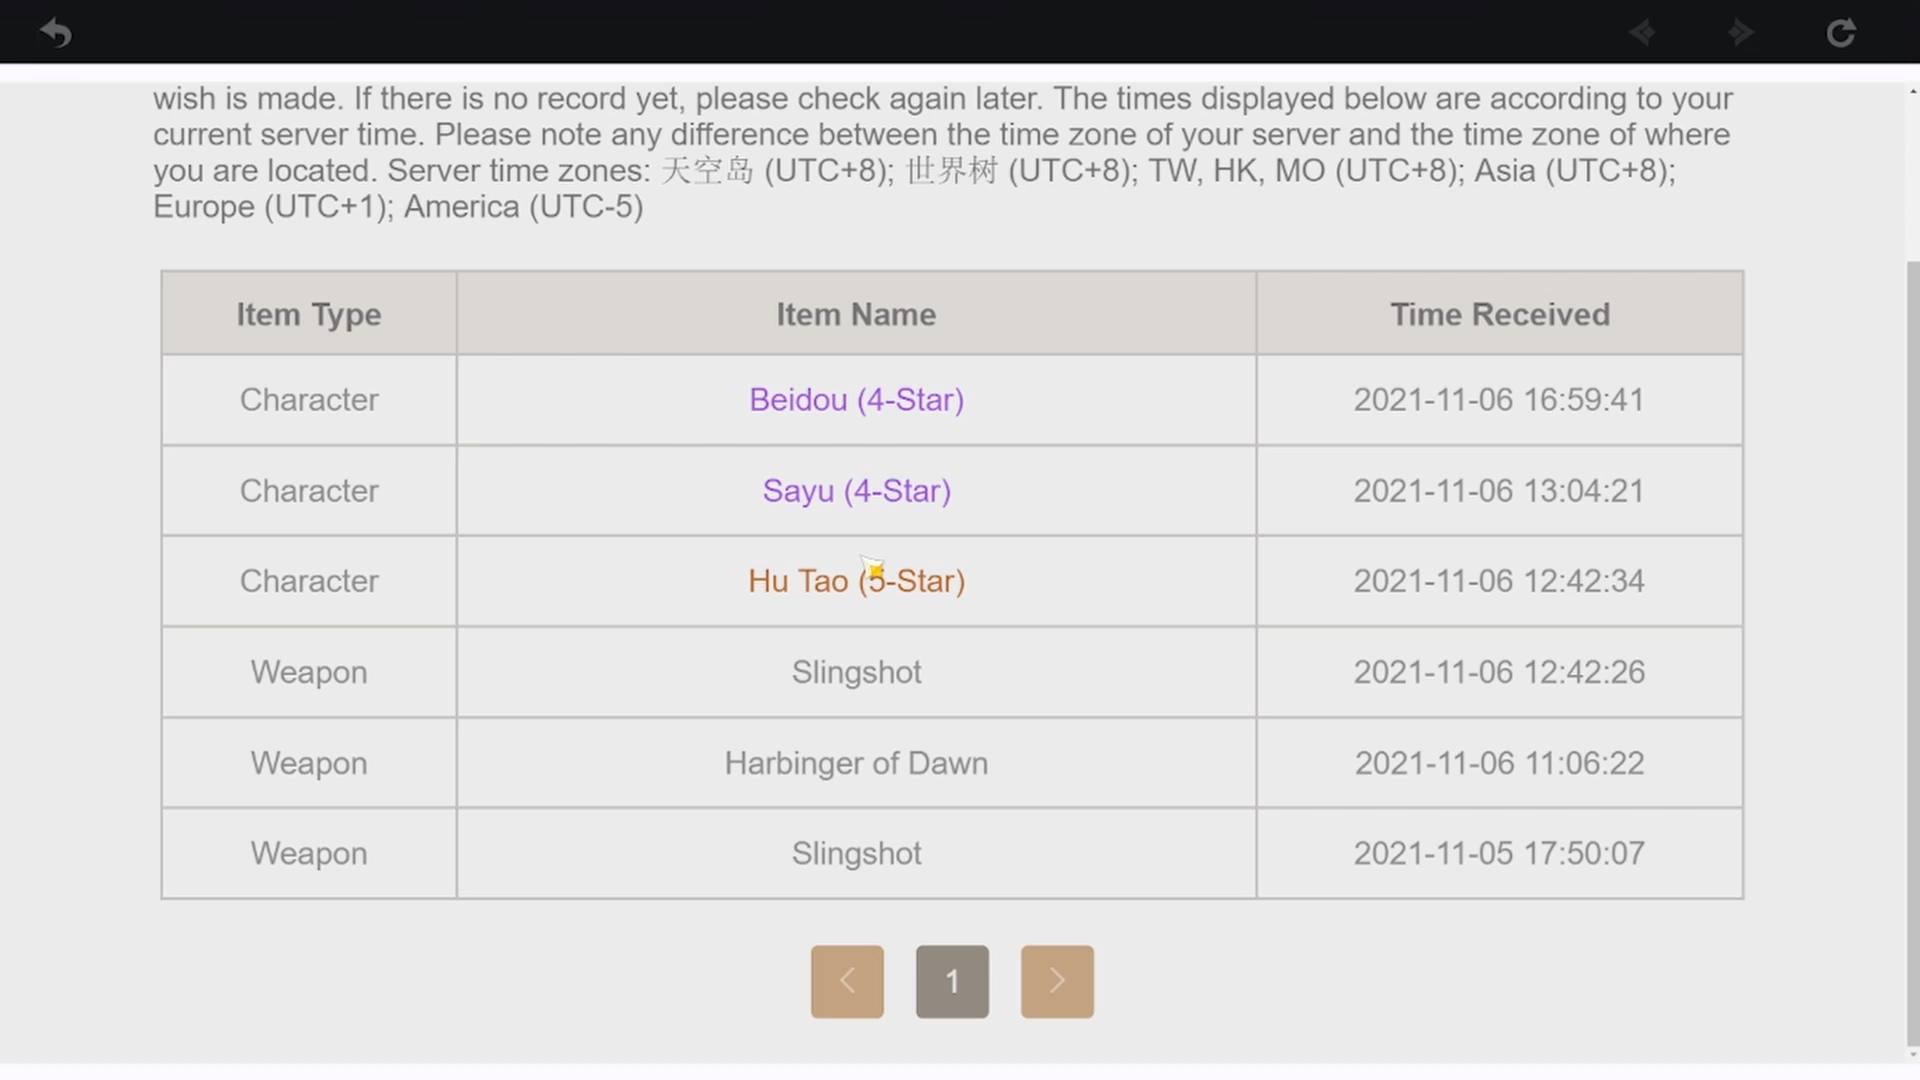 wish is made. If there is no record yet, please check again later. The times displayed below are according to your
current server time. Please note any difference between the time zone of your server and the time zone of where
you are located. Server time zones: 天空岛 (UTC+8); 世界树 (UTC+8); TW, HK, MO (UTC+8); Asia (UTC+8);
Europe (UTC+1); America (UTC-5)
Item Type Item Name Time Received
Character Beidou (4-Star) 2021-11-06 16:59:41
Character Sayu (4-Star) 2021-11-06 13:04:21
Character Hu Tao (5-Star) 2021-11-06 12:42:34
Weapon Slingshot 2021-11-06 12:42:26
Weapon Harbinger of Dawn 2021-11-06 11:06:22
Weapon Slingshot 2021-11-05 17:50:07
1